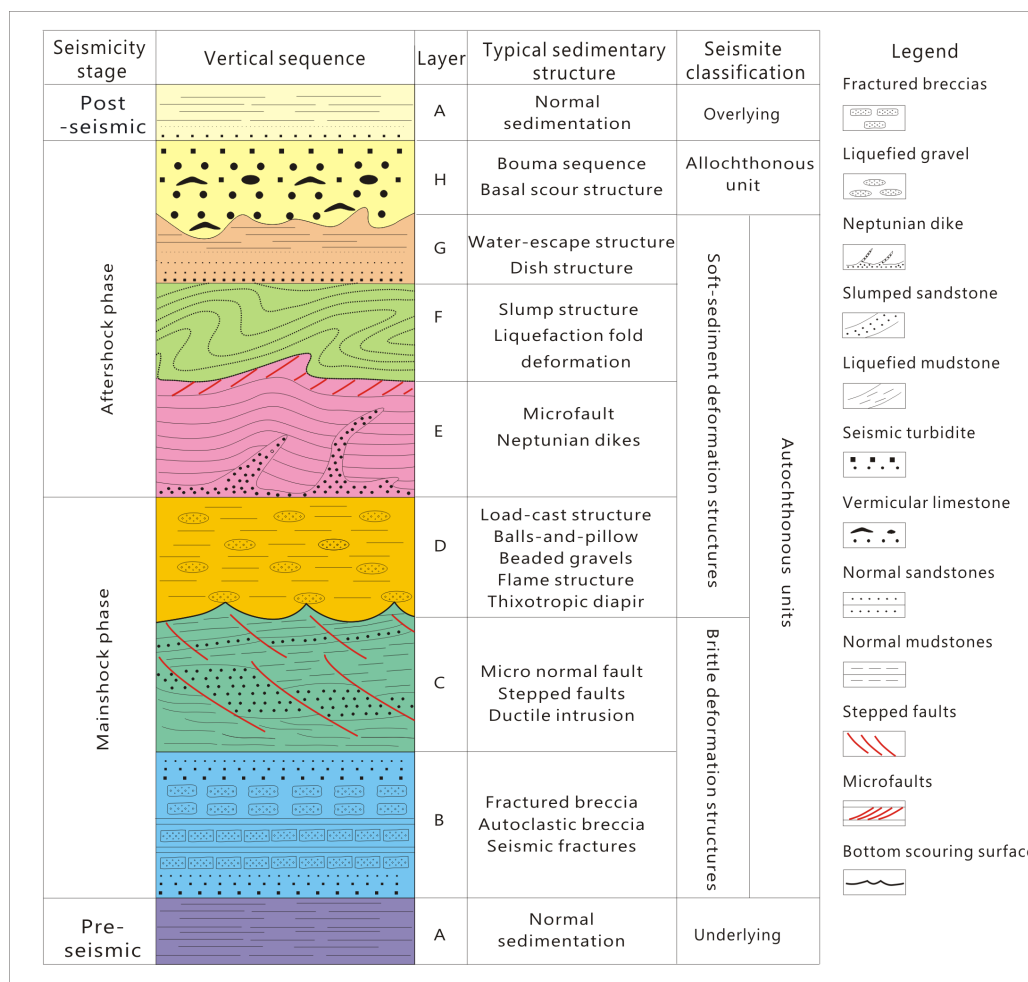 Seismicity
stage
Vertical sequence
Layer
Typical sedimentary
structure
Seismite
classification
Post
-seismic
A
Normal
sedimentation
Overlying
Aftershock phase
H
Bouma sequence
Basal scour structure
Allochthonous
unit
G
Water-escape structure
Dish structure
Soft-sediment deformation structures
F
Slump structure
Liquefaction fold
deformation
E
Microfault
Neptunian dikes
Autochthonous units
Mainshock phase
D
Load-cast structure
Balls-and-pillow
Beaded gravels
Flame structure
Thixotropic diapir
C
Micro normal fault
Stepped faults
Ductile intrusion
Brittle deformation structures
B
Fractured breccia
Autoclastic breccia
Seismic fractures
Pre-
seismic
A
Normal
sedimentation
Underlying
Legend
Fractured breccias
Liquefied gravel
Neptunian dike
Slumped sandstone
Liquefied mudstone
Seismic turbidite
Vermicular limestone
Normal sandstones
Normal mudstones
Stepped faults
Microfaults
Bottom scouring surface